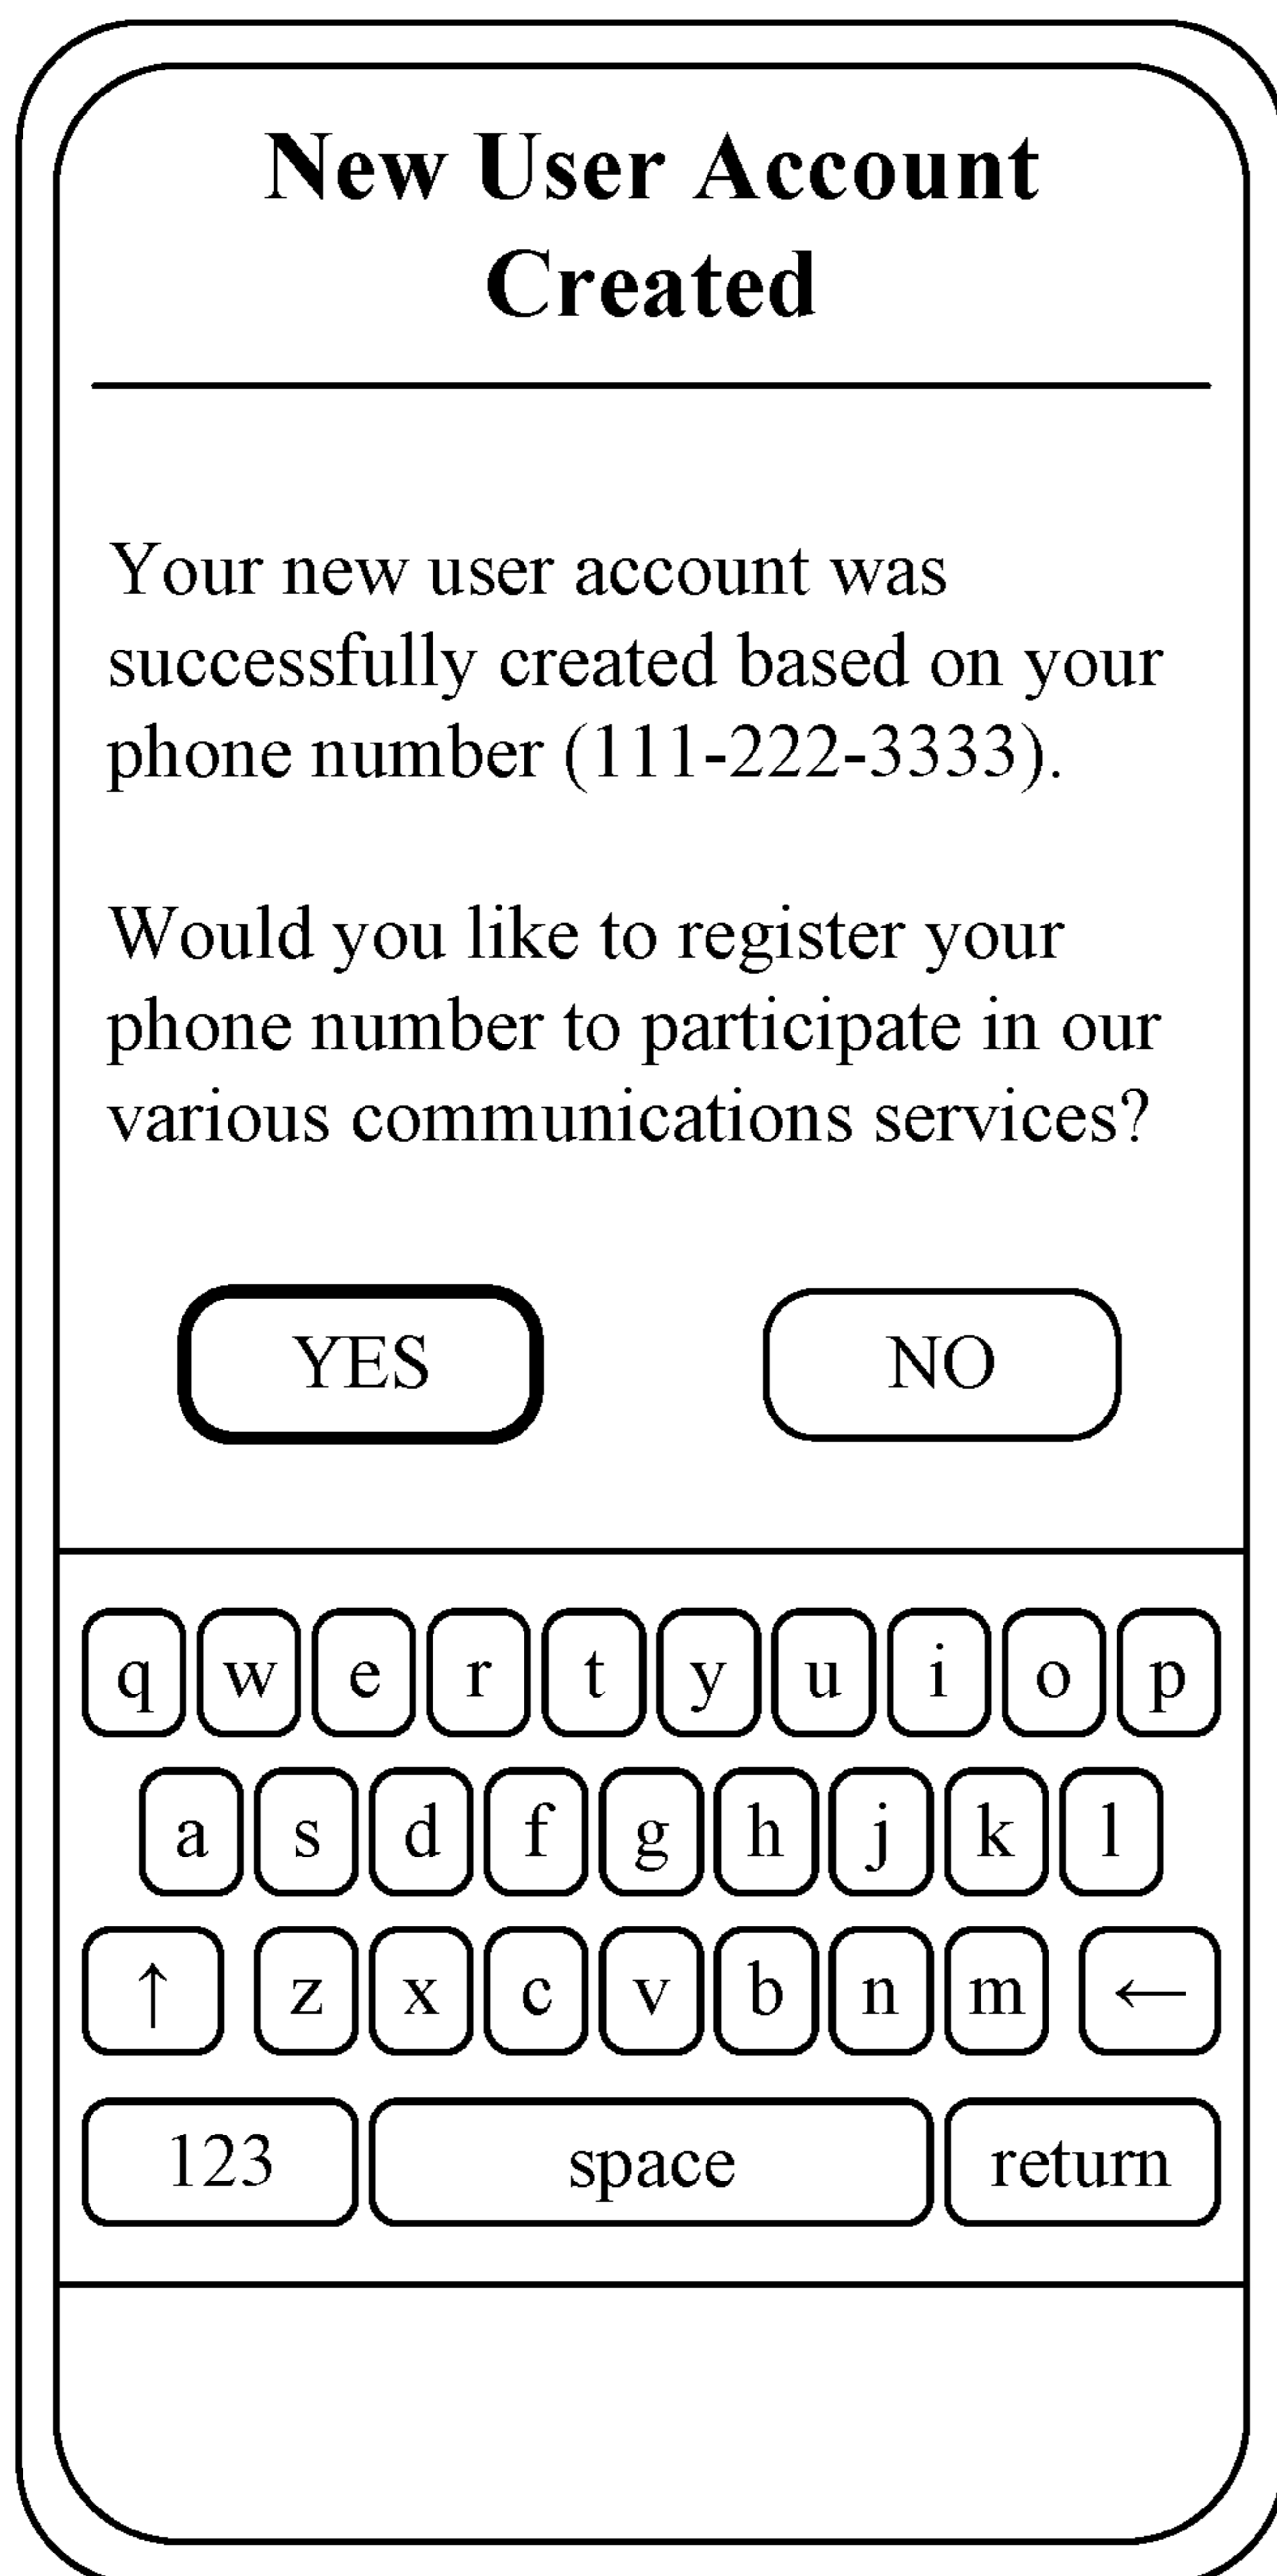 New User Account
Created
Your new user account was
successfully created based on your
phone number (111-222-3333).
Would you like to register your
phone number to participate in our
various communications services?
YES NO
q w e r t y u i o p
a s d f g h j k l
↑ z x c v b n m ←
123 space return